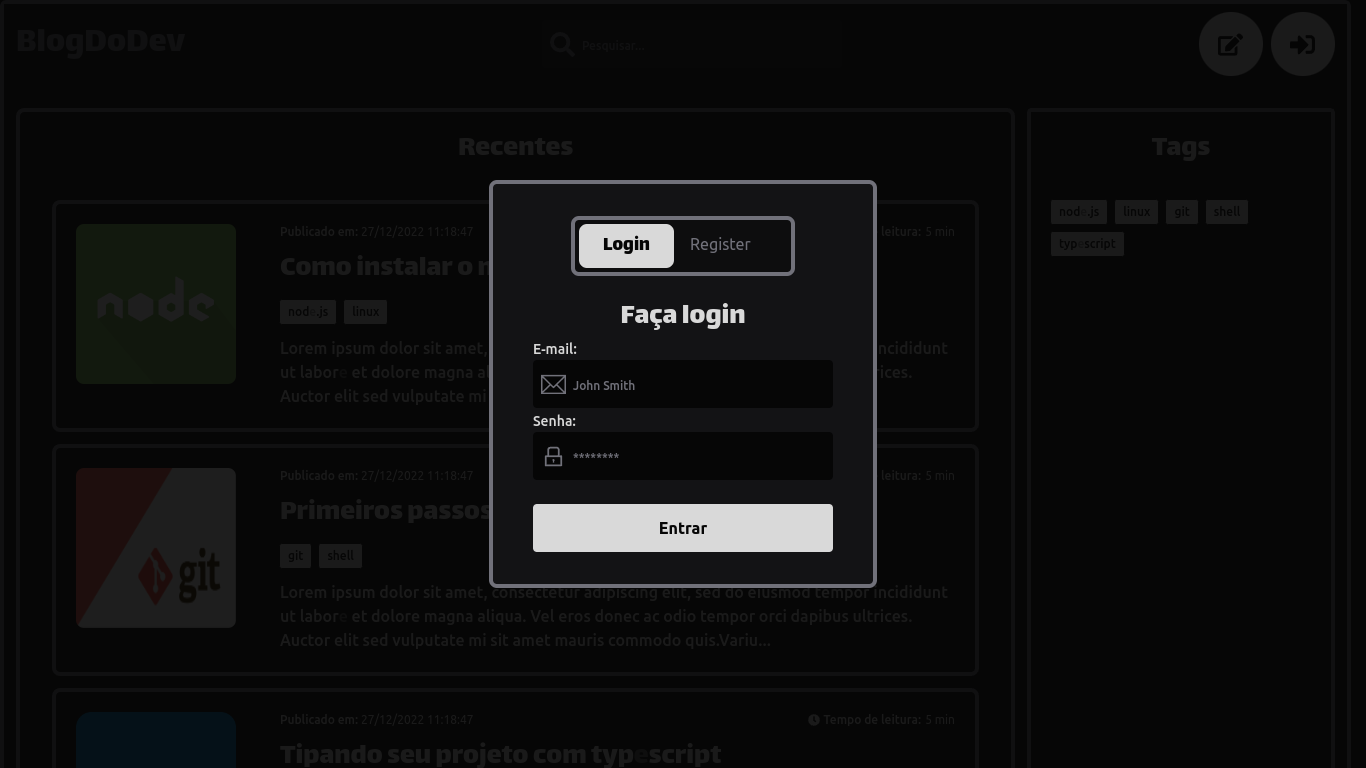 BlogDoDev
Pesquisar...
Recentes
Tags
node.js linux git shell
typescript
Login Register
Faça login
E-mail:
John Smith
Senha:
********
Entrar
node
Publicado em: 27/12/2022 11:18:47
leitura: 5 min
Como instalar o n
node.js linux
Lorem ipsum dolor sit amet, ncididunt
ut labore et dolore magna al rices.
Auctor elit sed vulputate mi
git
Publicado em: 27/12/2022 11:18:47
leitura: 5 min
Primeiros passos
git shell
Lorem ipsum dolor sit amet, consectetur adipiscing elit, sed do eiusmod tempor incididunt
ut labore et dolore magna aliqua. Vel eros donec ac odio tempor orci dapibus ultrices.
Auctor elit sed vulputate mi sit amet mauris commodo quis.Variu...
Publicado em: 27/12/2022 11:18:47
Tempo de leitura: 5 min
Tipando seu projeto com typescript